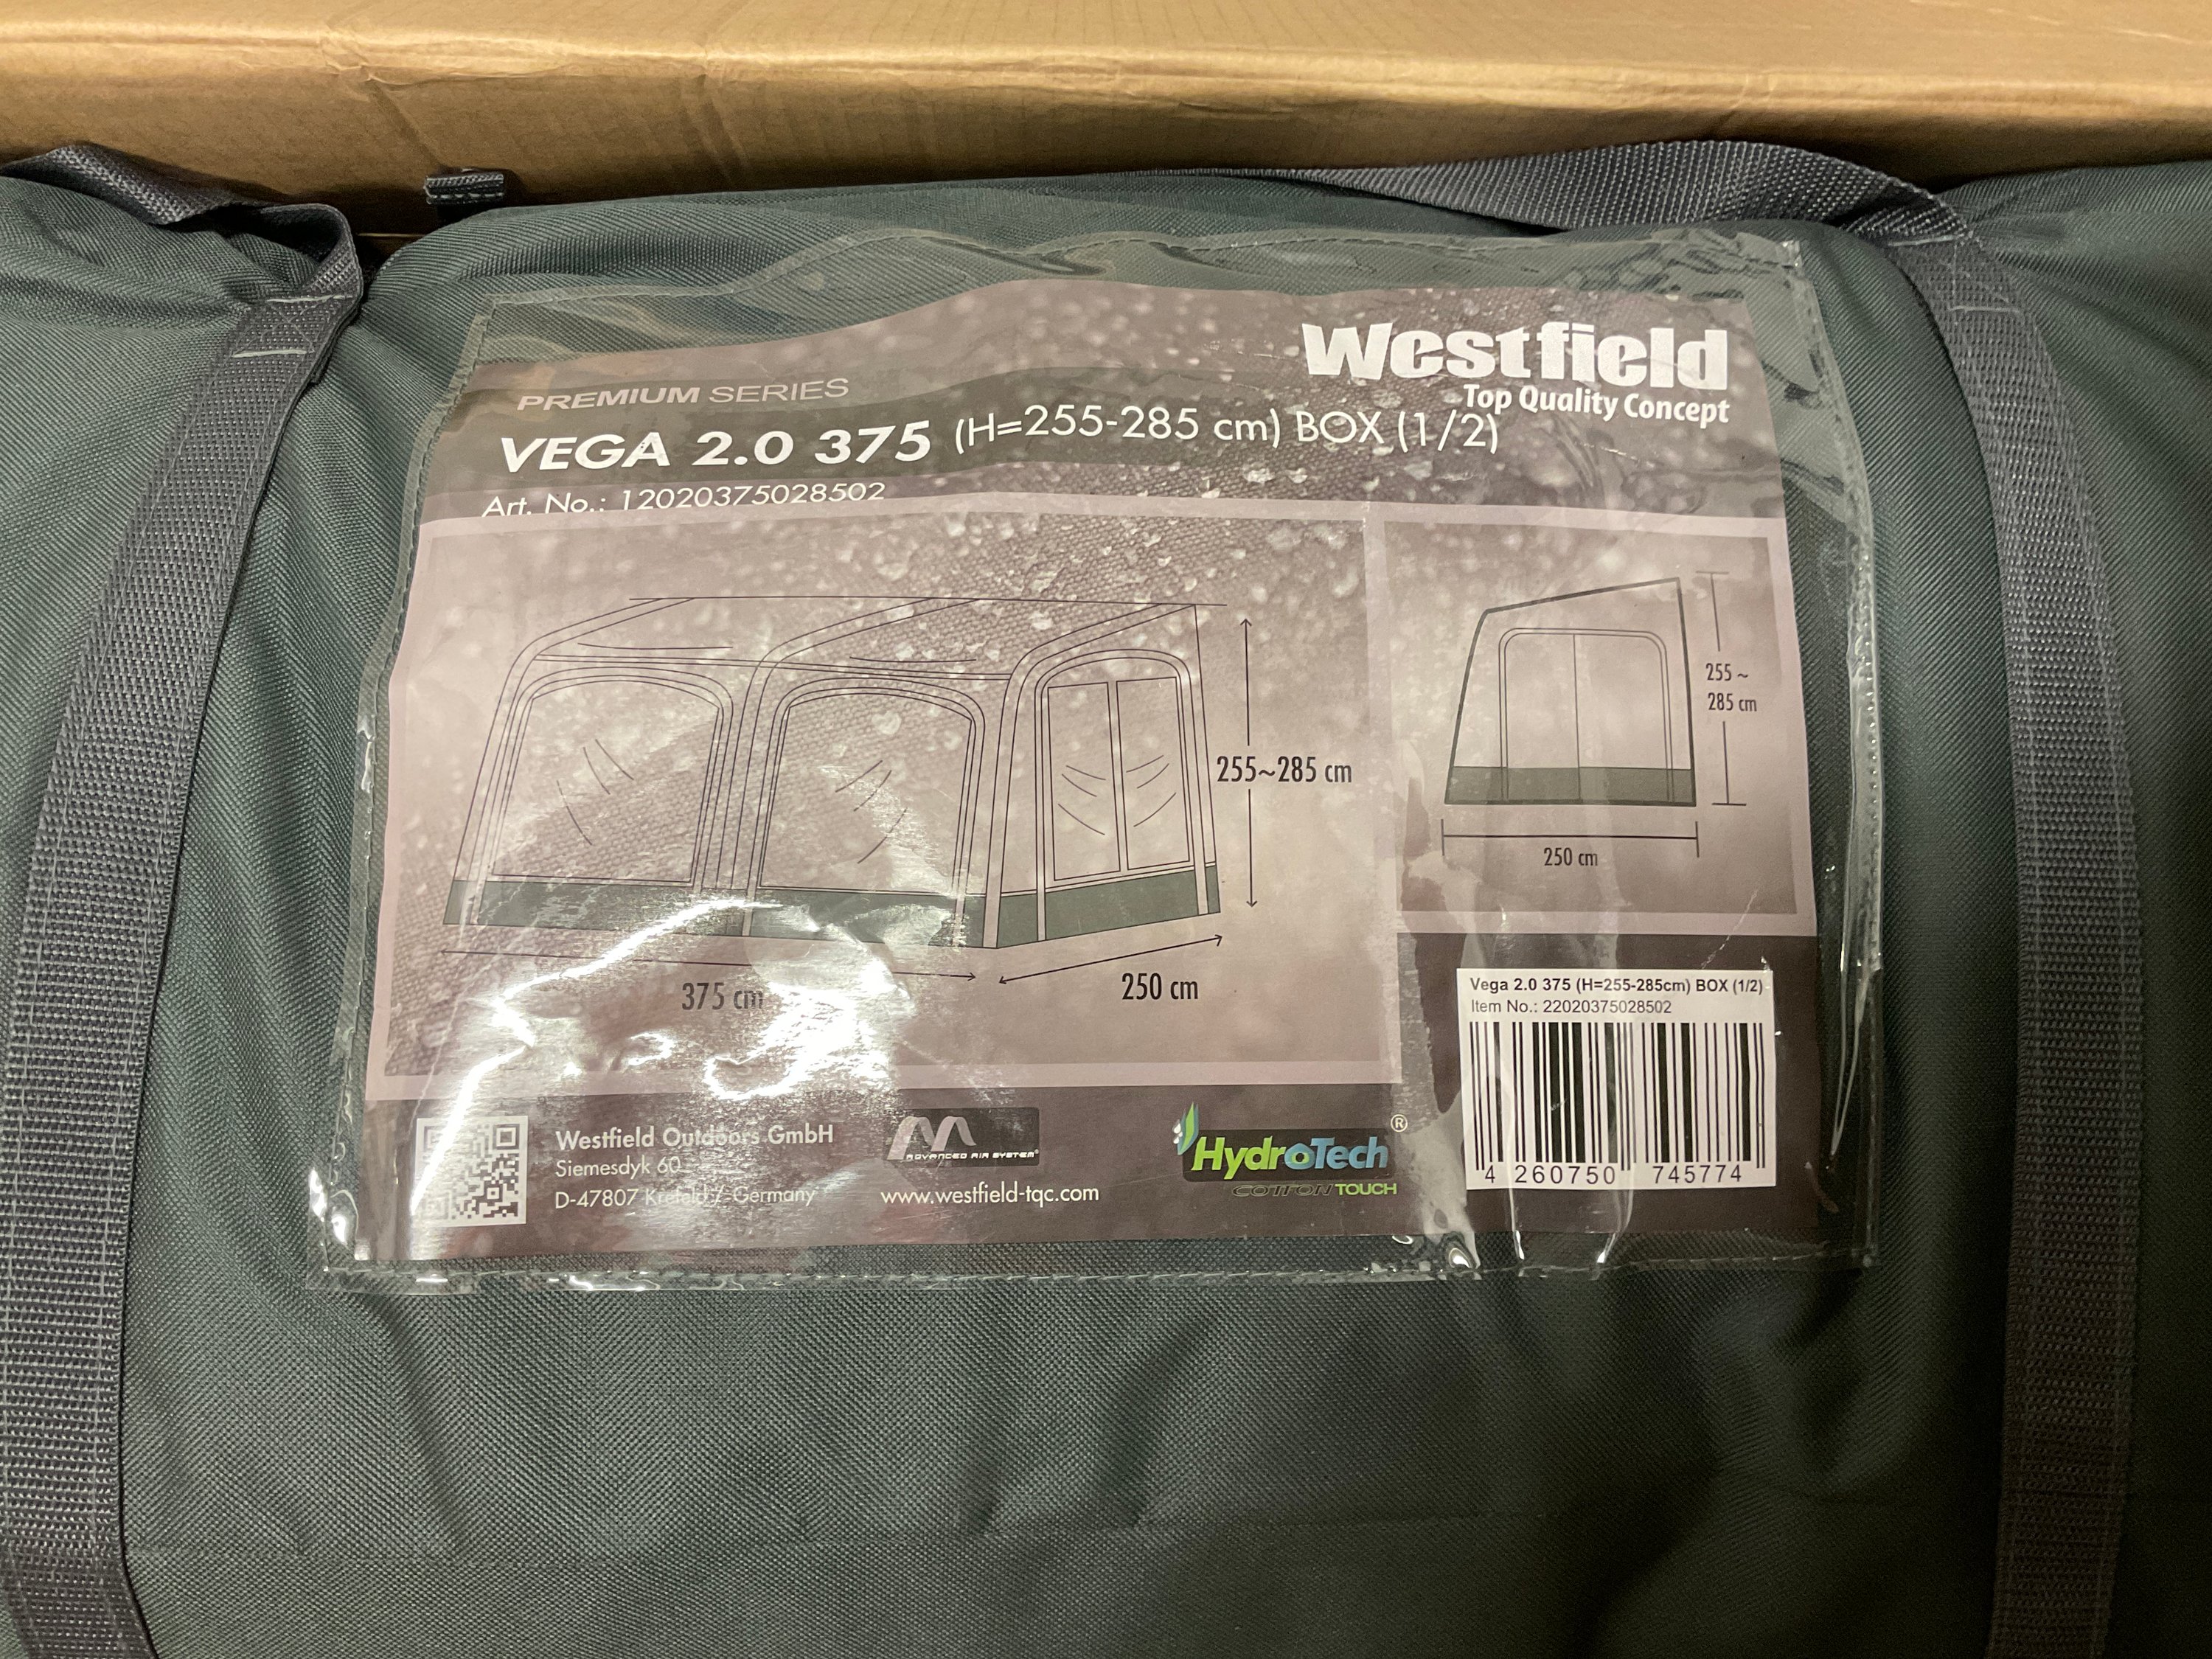 Westfield
Top Quality Concept
PREMIUM SERIES
VEGA 2.0 375 (H=255-285 cm) BOX (1/2)
Art. No.: 12020375028502
255~285 cm
375 cm
250 cm
255 ~
285 cm
250 cm
Vega 2.0 375 (H=255-285cm) BOX (1/2)
Item No.: 22020375028502
4 260750 745774
Westfield Outdoors GmbH
Siemesdyk 60
D-47807 Krefeld / Germany
ADVANCED AIR SYSTEM
www.westfield-tqc.com
HydroTech®
COTTON TOUCH